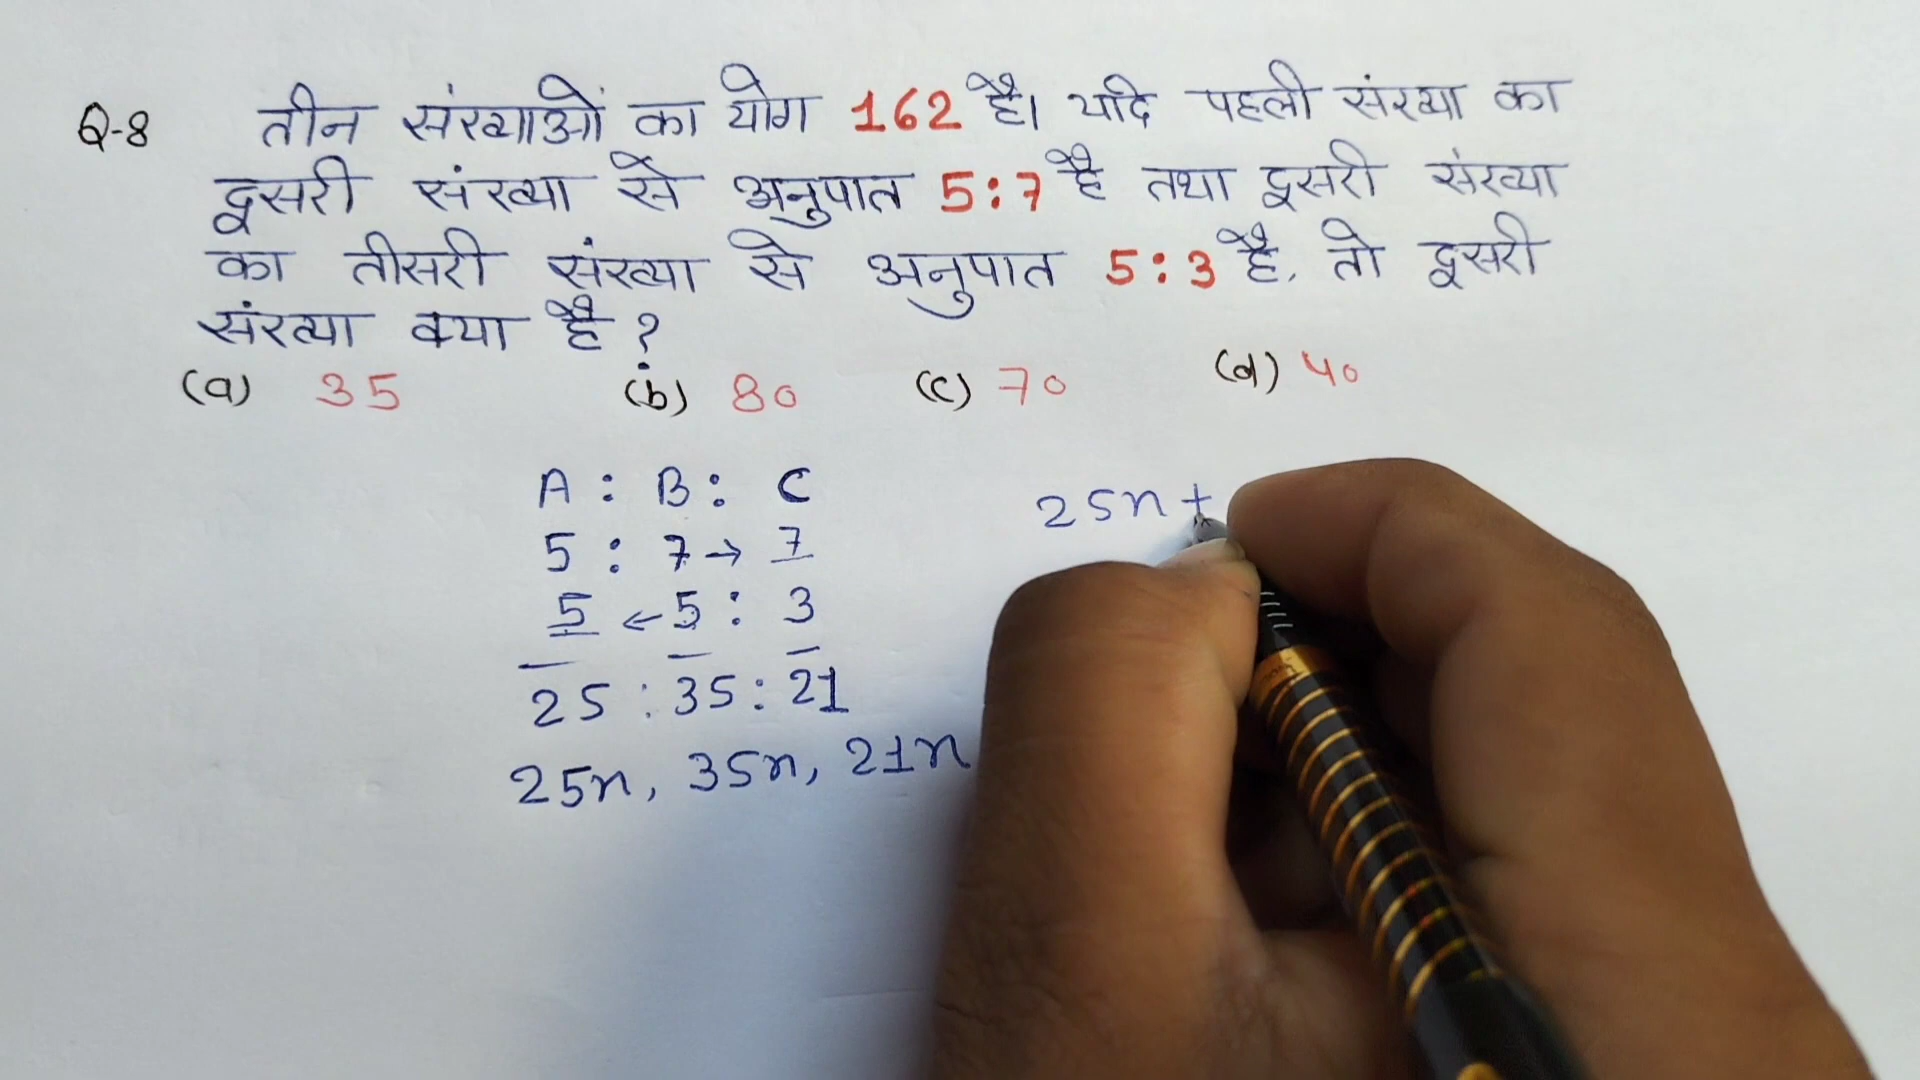 Q-8 तीन संख्याओं का योग 162 है। यदि पहली संख्या का
दूसरी संख्या से अनुपात 5:7 है तथा दूसरी संख्या
का तीसरी संख्या से अनुपात 5:3 है, तो दूसरी
संख्या क्या है ?
(a) 35 (b) 80 (c) 70 (d) 40
A : B : C
5 : 7 → 7
5 ← 5 : 3
25 : 35 : 21
25n, 35n, 21n
25n +